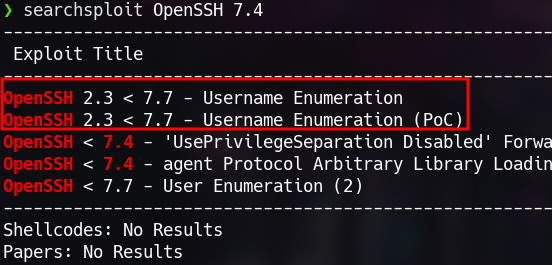 ❯ searchsploit OpenSSH 7.4
-------------------------------------------------------
 Exploit Title
-------------------------------------------------------
OpenSSH 2.3 < 7.7 - Username Enumeration
OpenSSH 2.3 < 7.7 - Username Enumeration (PoC)
OpenSSH < 7.4 - 'UsePrivilegeSeparation Disabled' Forwa
OpenSSH < 7.4 - agent Protocol Arbitrary Library Loadin
OpenSSH < 7.7 - User Enumeration (2)
-------------------------------------------------------
Shellcodes: No Results
Papers: No Results